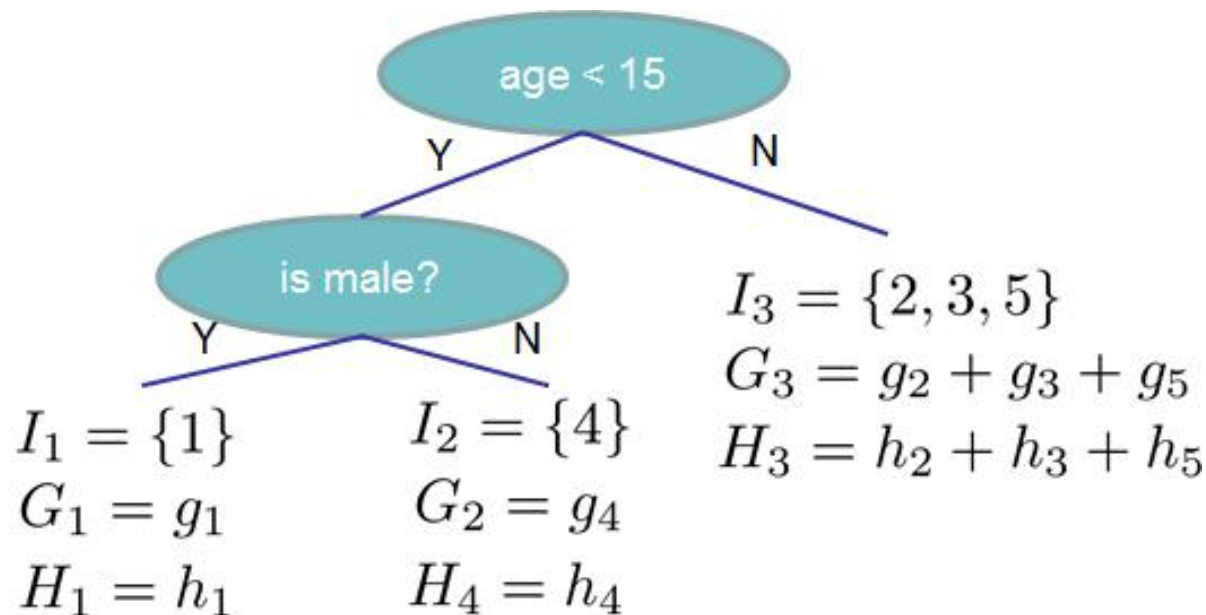 age < 15
Y
N
is male?
Y
N
I₃ = {2, 3, 5}
G₃ = g₂ + g₃ + g₅
H₃ = h₂ + h₃ + h₅
I₁ = {1}
G₁ = g₁
H₁ = h₁
I₂ = {4}
G₂ = g₄
H₄ = h₄